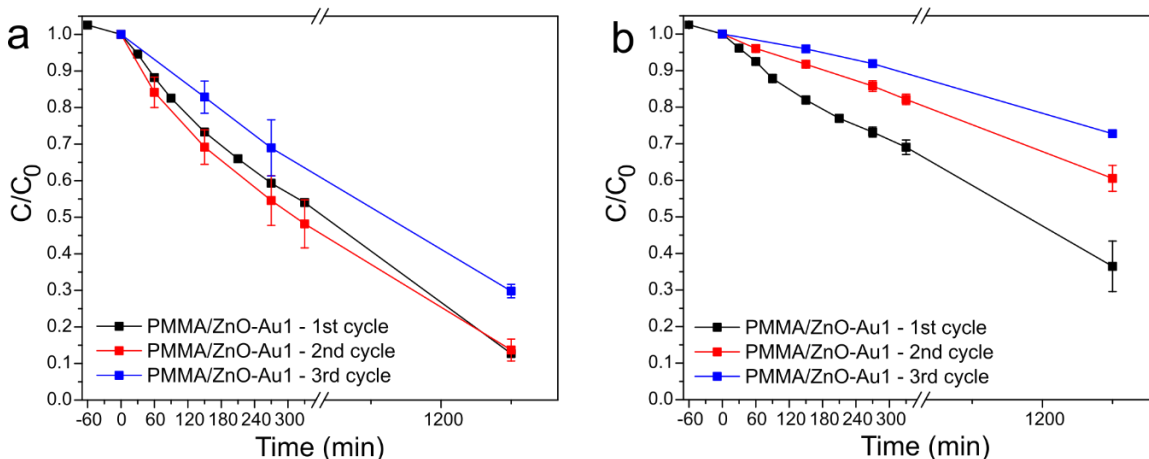 a
C/C0
1.0
0.9
0.8
0.7
0.6
0.5
0.4
0.3
0.2
0.1
0.0
PMMA/ZnO-Au1 - 1st cycle
PMMA/ZnO-Au1 - 2nd cycle
PMMA/ZnO-Au1 - 3rd cycle
-60 0 60 120 180 240 300 1200
Time (min)
b
C/C0
1.0
0.9
0.8
0.7
0.6
0.5
0.4
0.3
0.2
0.1
0.0
PMMA/ZnO-Au1 - 1st cycle
PMMA/ZnO-Au1 - 2nd cycle
PMMA/ZnO-Au1 - 3rd cycle
-60 0 60 120 180 240 300 1200
Time (min)